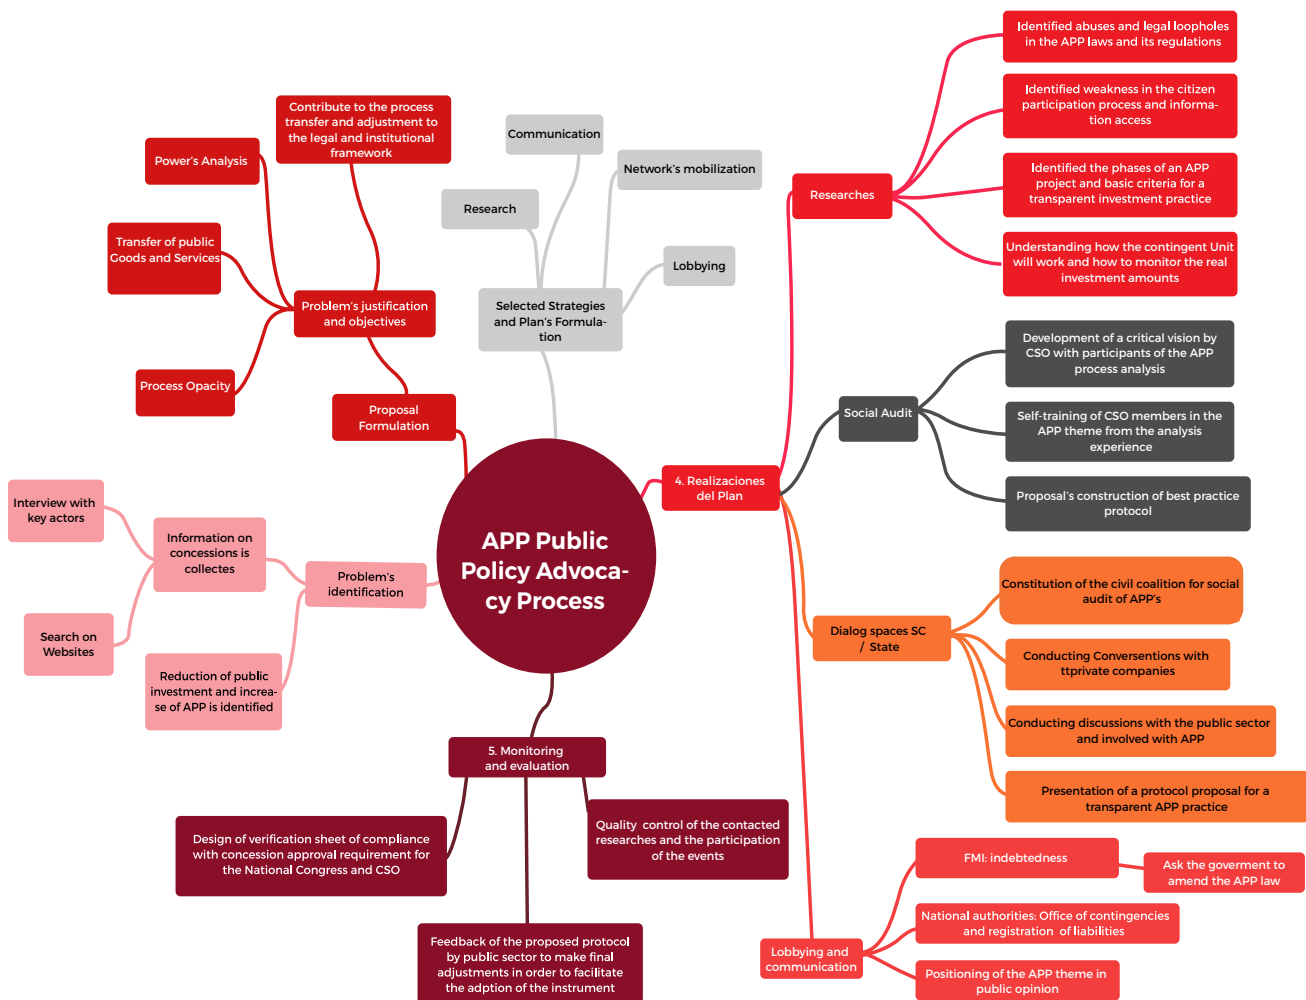 APP Public
Policy Advoca-
cy Process
Problem's
identification
Information on
concessions is
collectes
Interview with
key actors
Search on
Websites
Reduction of public
investment and increa-
se of APP is identified
Proposal
Formulation
Problem's justification
and objectives
Contribute to the process
transfer and adjustment to
the legal and institutional
framework
Power's Analysis
Transfer of public
Goods and Services
Process Opacity
Selected Strategies
and Plan's Formula-
tion
Research
Communication
Network's mobilization
Lobbying
4. Realizaciones
del Plan
Researches
Identified abuses and legal loopholes
in the APP laws and its regulations
Identified weakness in the citizen
participation process and informa-
tion access
Identified the phases of an APP
project and basic criteria for a
transparent investment practice
Understanding how the contingent Unit
will work and how to monitor the real
investment amounts
Social Audit
Development of a critical vision by
CSO with participants of the APP
process analysis
Self-training of CSO members in the
APP theme from the analysis
experience
Proposal's construction of best practice
protocol
Dialog spaces SC
/ State
Constitution of the civil coalition for social
audit of APP's
Conducting Conversentions with
ttprivate companies
Conducting discussions with the public sector
and involved with APP
Presentation of a protocol proposal for a
transparent APP practice
Lobbying and
communication
FMI: indebtedness
Ask the goverment to
amend the APP law
National authorities: Office of contingencies
and registration of liabilities
Positioning of the APP theme in
public opinion
5. Monitoring
and evaluation
Design of verification sheet of compliance
with concession approval requirement for
the National Congress and CSO
Quality control of the contacted
researches and the participation
of the events
Feedback of the proposed protocol
by public sector to make final
adjustments in order to facilitate
the adption of the instrument